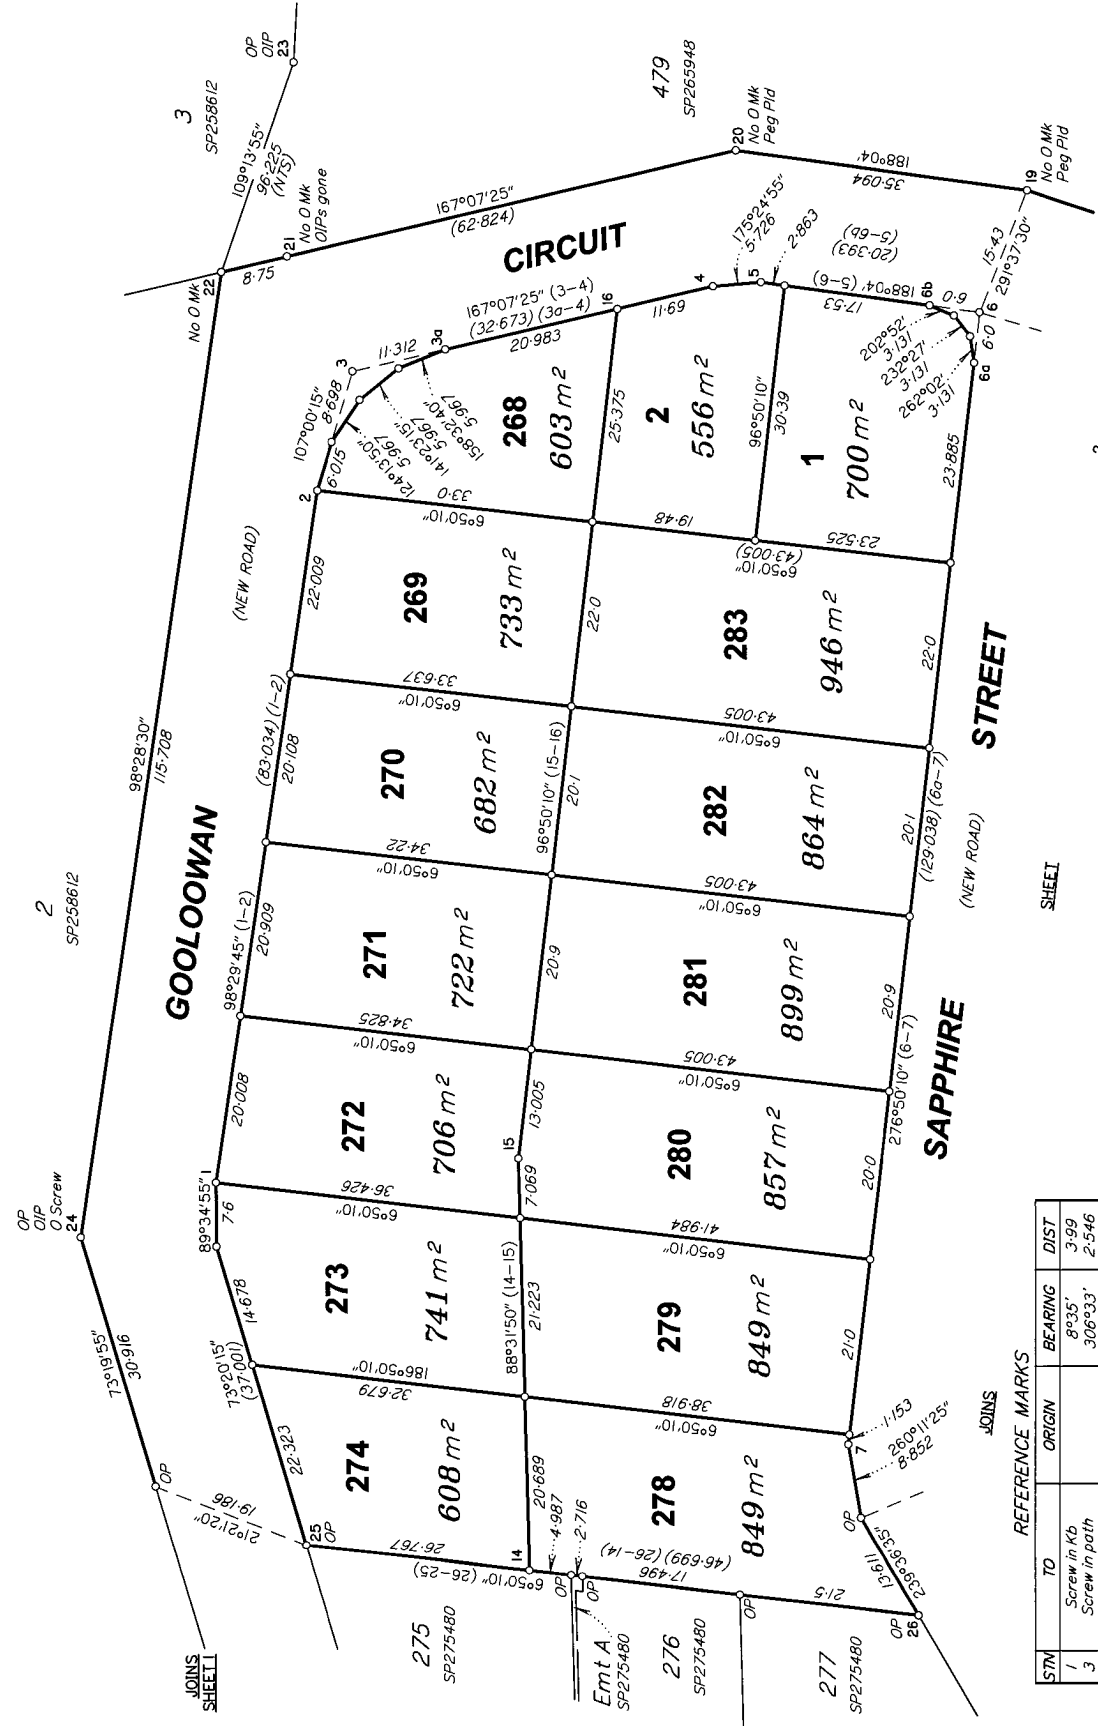 OP
OIP
23
3
SP258612
109°13'55"
96·225
(NTS)
479
SP265948
No O Mk
22
8·75
21
No O Mk
OIPs gone
167°07'25"
(62·824)
20
No O Mk
Peg Pld
188°04'
35·094
19
No O Mk
Peg Pld
CIRCUIT
175°24'55"
5·726
2·863
(20·393)
(5-6b)
15·43
291°37'30"
2
SP258612
98°28'30"
115·708
(NEW ROAD)
GOOLOOWAN
OP
OIP
O Screw
24
73°19'55"
30·916
OP
21°21'20"
19·186
JOINS
SHEET 1
25
OP
73°20'15"
(37·001)
22·323
14·678
89°34'55"
7·6
1
20·008
98°29'45" (1-2)
20·909
(83·034) (1-2)
20·108
22·009
2
107°00'15"
8·698
6·015
3
11·312
3a
124°13'50"
5·967
141°23'15"
5·967
158°32'40"
5·967
167°07'25" (3-4)
(32·673) (3a-4)
20·983
16
19·11
4
5
188°04' (5-6)
17·53
6b
6·0
6
6·0
6a
202°52'
3·131
232°27'
3·131
262°02'
3·131
274
608 m²
273
741 m²
272
706 m²
271
722 m²
270
682 m²
269
733 m²
268
603 m²
2
556 m²
1
700 m²
26·767
6°50'10" (26-25)
186°50'10"
32·679
6°50'10"
36·426
6°50'10"
34·825
6°50'10"
34·22
6°50'10"
33·637
6°50'10"
33·0
14
20·689
88°31'50" (14-15)
21·223
7·069
15
13·005
20·9
96°50'10" (15-16)
20·1
22·0
25·375
19·48
96°50'10"
30·39
6°50'10"
(43·005)
23·525
23·885
278
849 m²
279
849 m²
280
857 m²
281
899 m²
282
864 m²
283
946 m²
4·987
2·716
OP
OP
17·496
(46·699) (26-14)
OP
21·5
OP
26
6°50'10"
38·918
6°50'10"
41·984
6°50'10"
43·005
6°50'10"
43·005
6°50'10"
43·005
275
SP275480
Emt A
SP275480
276
SP275480
277
SP275480
239°36'35"
13·611
OP
260°11'25"
8·852
7
1·153
21·0
20·0
276°50'10" (6-7)
20·9
20·1
(129·038) (6a-7)
22·0
SAPPHIRE
STREET
(NEW ROAD)
JOINS
SHEET
REFERENCE MARKS
STN TO ORIGIN BEARING DIST
1 Screw in Kb 8°35' 3·99
3 Screw in path 306°33' 2·546